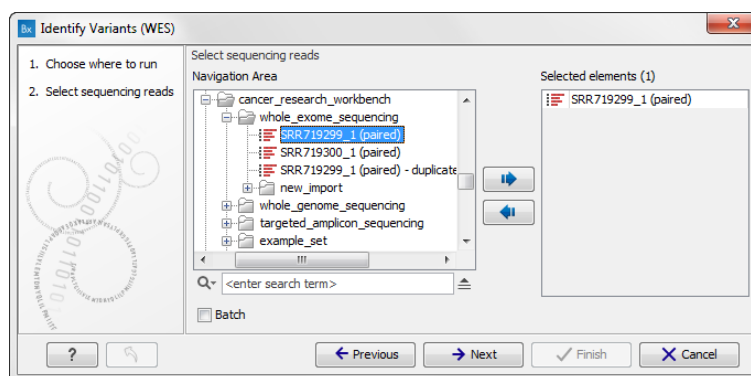 Bx Identify Variants (WES)
1. Choose where to run
2. Select sequencing reads
Select sequencing reads
Navigation Area
cancer_research_workbench
whole_exome_sequencing
SRR719299_1 (paired)
SRR719300_1 (paired)
SRR719299_1 (paired) - duplicate
new_import
whole_genome_sequencing
targeted_amplicon_sequencing
example_set
<enter search term>
Batch
Selected elements (1)
SRR719299_1 (paired)
?
Previous
Next
Finish
Cancel